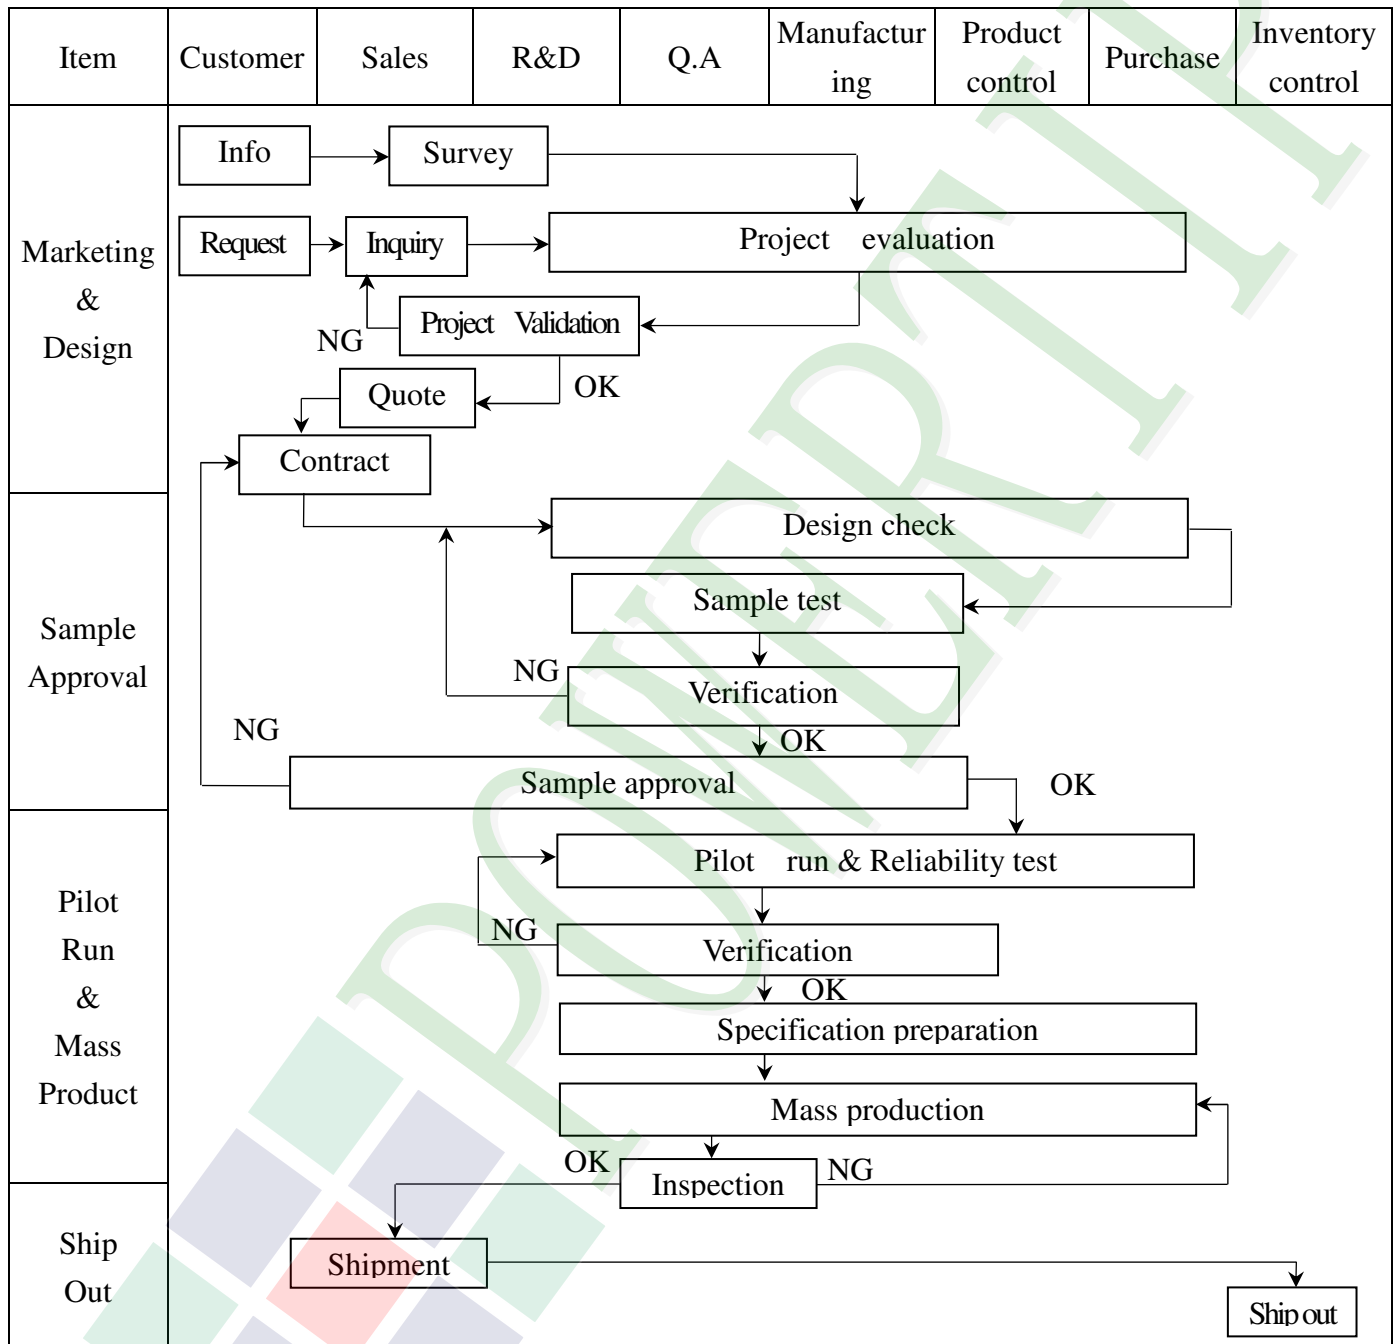 Item Customer Sales R&D Q.A Manufactur
ing Product
control Purchase Inventory
control
Marketing
&
Design
Info Survey
Request Inquiry Project evaluation
NG Project Validation
Quote OK
Contract
Sample
Approval
Design check
Sample test
NG Verification
NG OK
Sample approval OK
Pilot
Run
&
Mass
Product
Pilot run & Reliability test
NG Verification
OK
Specification preparation
Mass production
OK Inspection NG
Ship
Out
Shipment
Ship out
POWERTIP